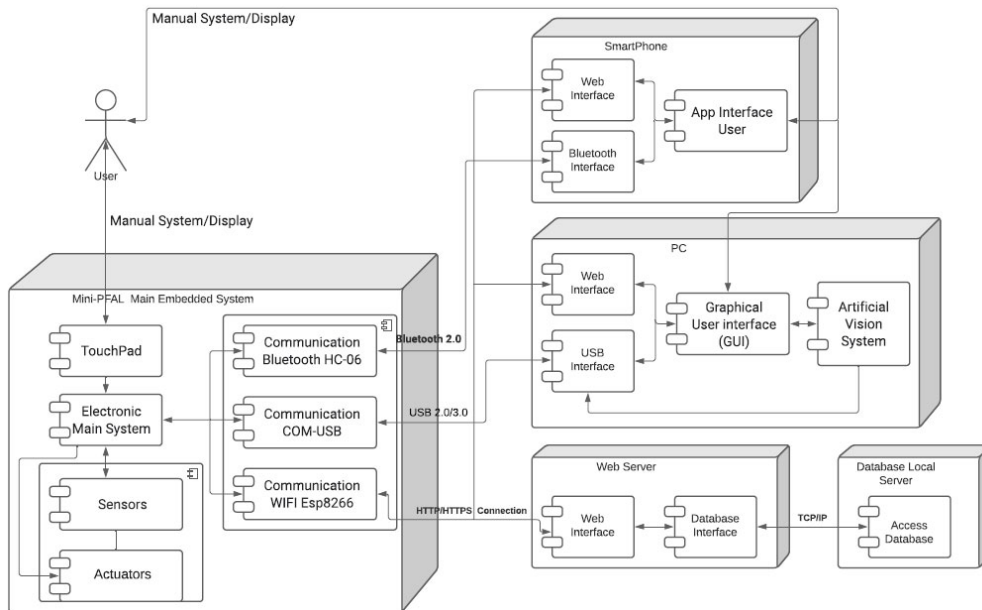 Manual System/Display
SmartPhone
Web
Interface
App Interface
User
Bluetooth
Interface
User
Manual System/Display
PC
Web
Interface
Graphical
User interface
(GUI)
Artificial
Vision
System
USB
Interface
Mini-PFAL Main Embedded System
TouchPad
Communication
Bluetooth HC-06
Bluetooth 2.0
Electronic
Main System
Communication
COM-USB
USB 2.0/3.0
Sensors
Communication
WIFI Esp8266
HTTP/HTTPS Connection
Actuators
Web Server
Web
Interface
Database
Interface
TCP/IP
Database Local
Server
Access
Database